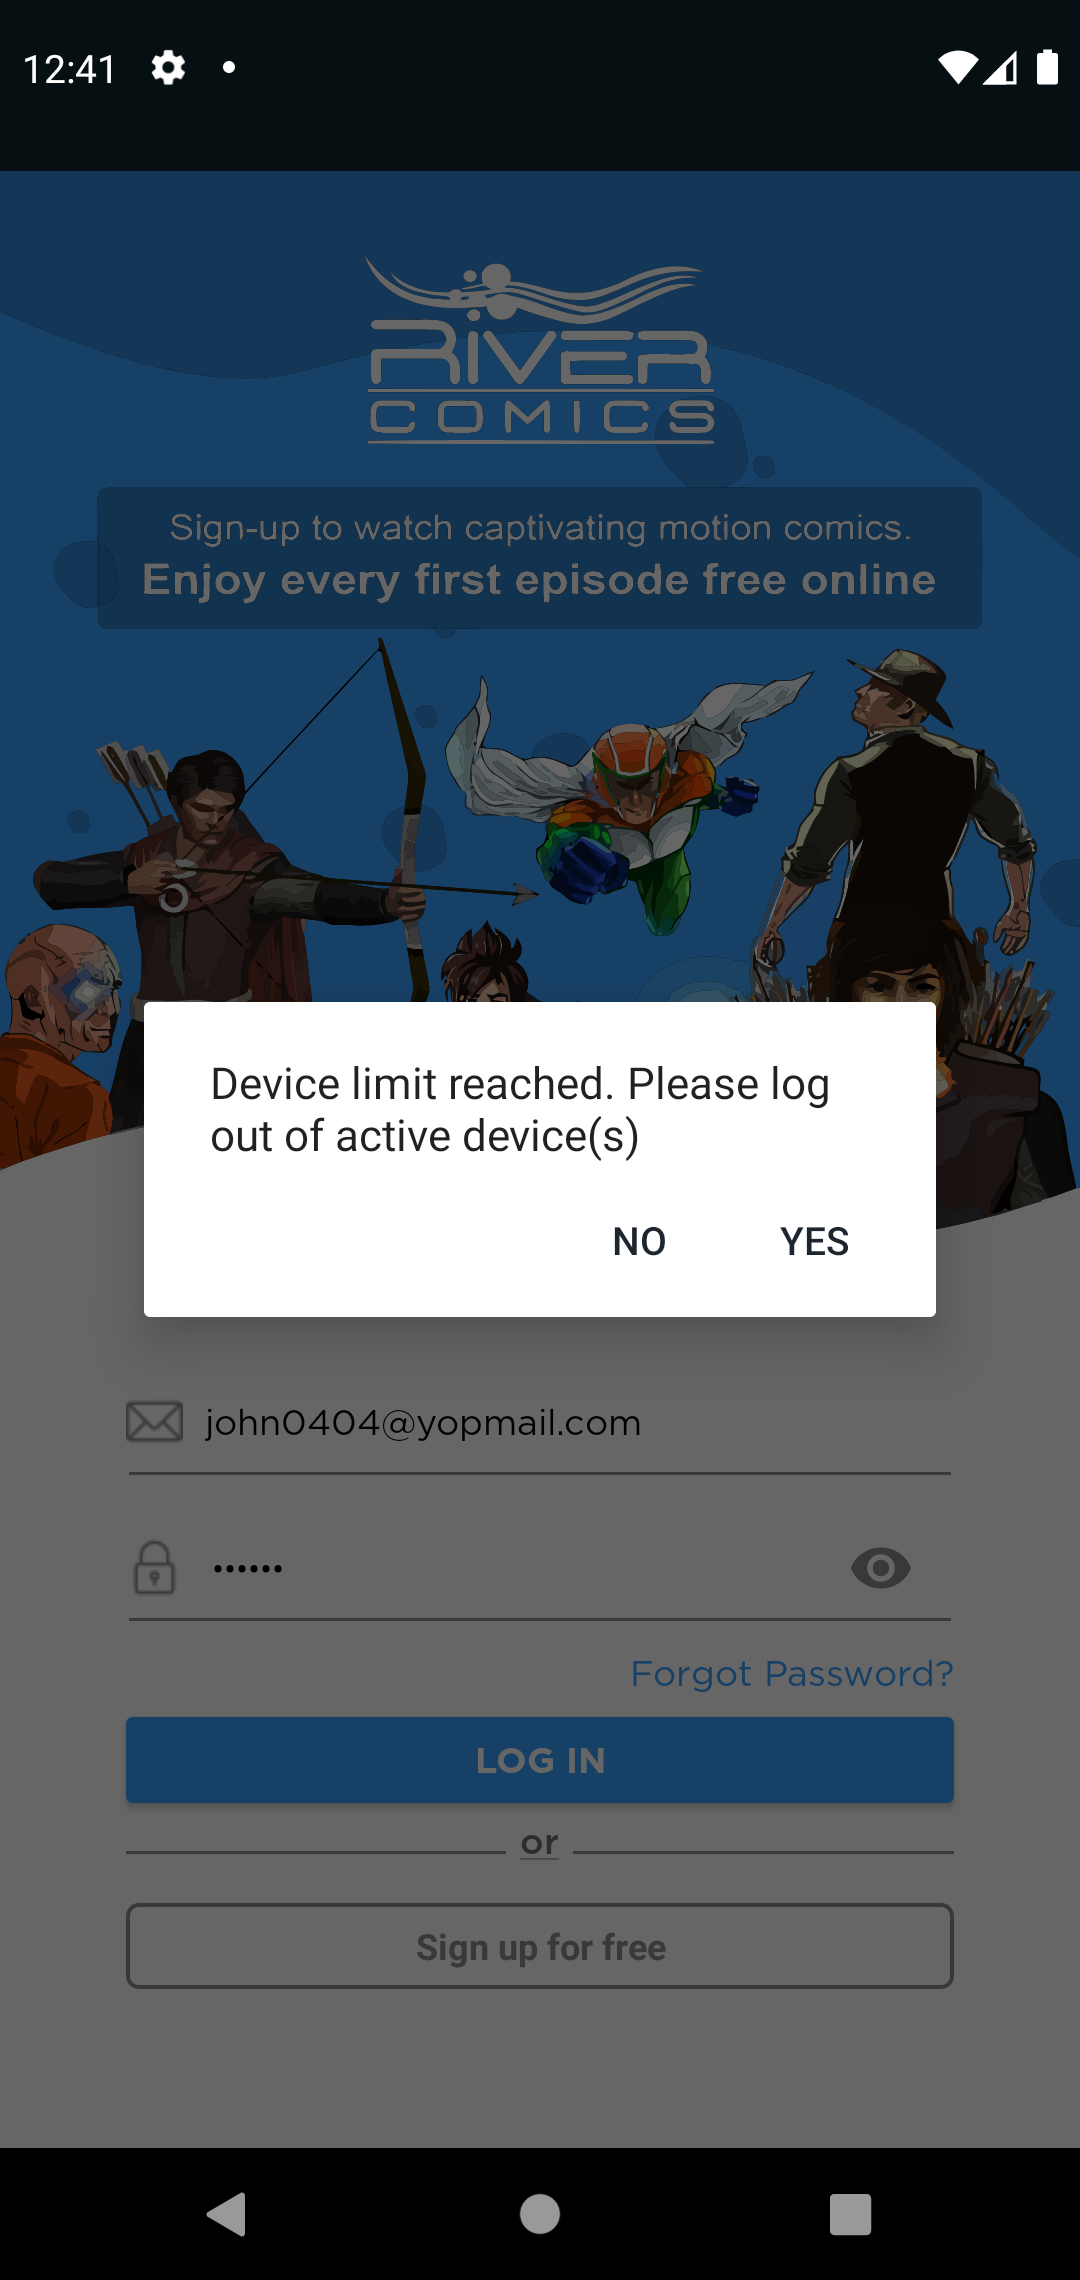 12:41
RiVER
COMICS
Sign-up to watch captivating motion comics.
Enjoy every first episode free online
Device limit reached. Please log
out of active device(s)
NO YES
john0404@yopmail.com
••••••
Forgot Password?
LOG IN
or
Sign up for free